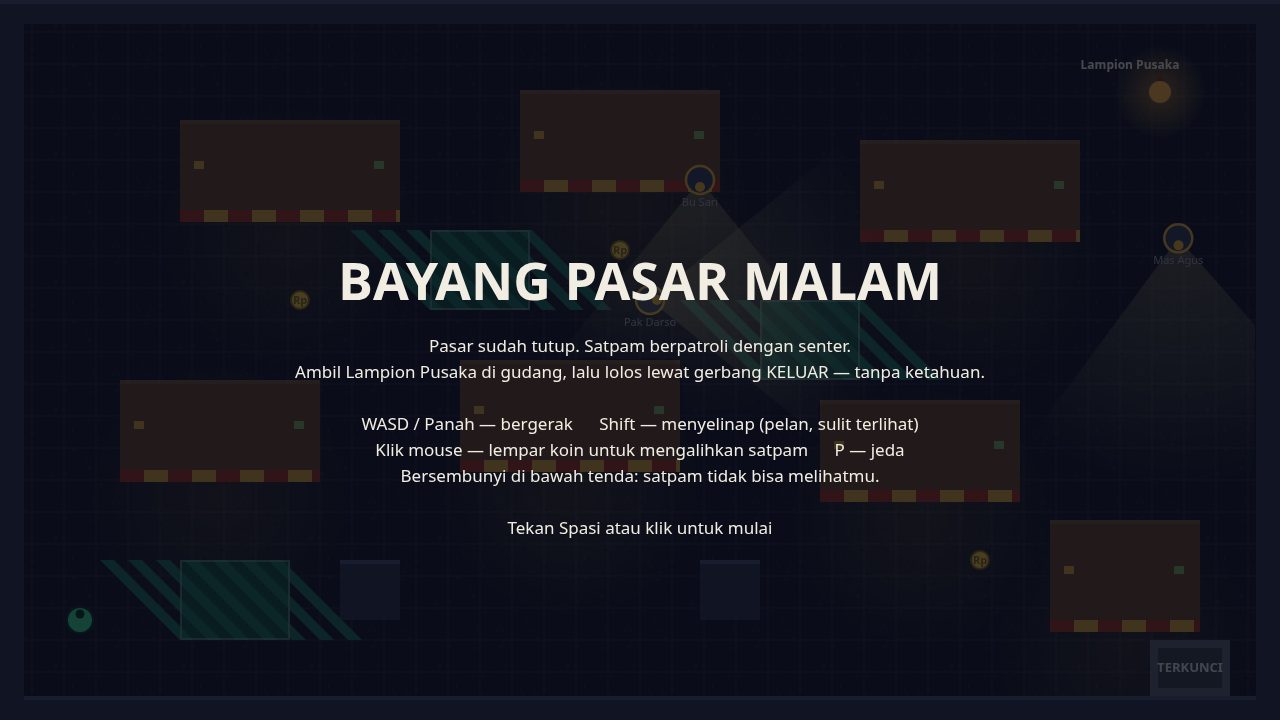 Lampion Pusaka
Bu Sari
Mas Agus
Rp
BAYANG PASAR MALAM
Rp
Pak Darso
Pasar sudah tutup. Satpam berpatroli dengan senter.
Ambil Lampion Pusaka di gudang, lalu lolos lewat gerbang KELUAR — tanpa ketahuan.
WASD / Panah — bergerak Shift — menyelinap (pelan, sulit terlihat)
Klik mouse — lempar koin untuk mengalihkan satpam P — jeda
Bersembunyi di bawah tenda: satpam tidak bisa melihatmu.
Tekan Spasi atau klik untuk mulai
Rp
TERKUNCI